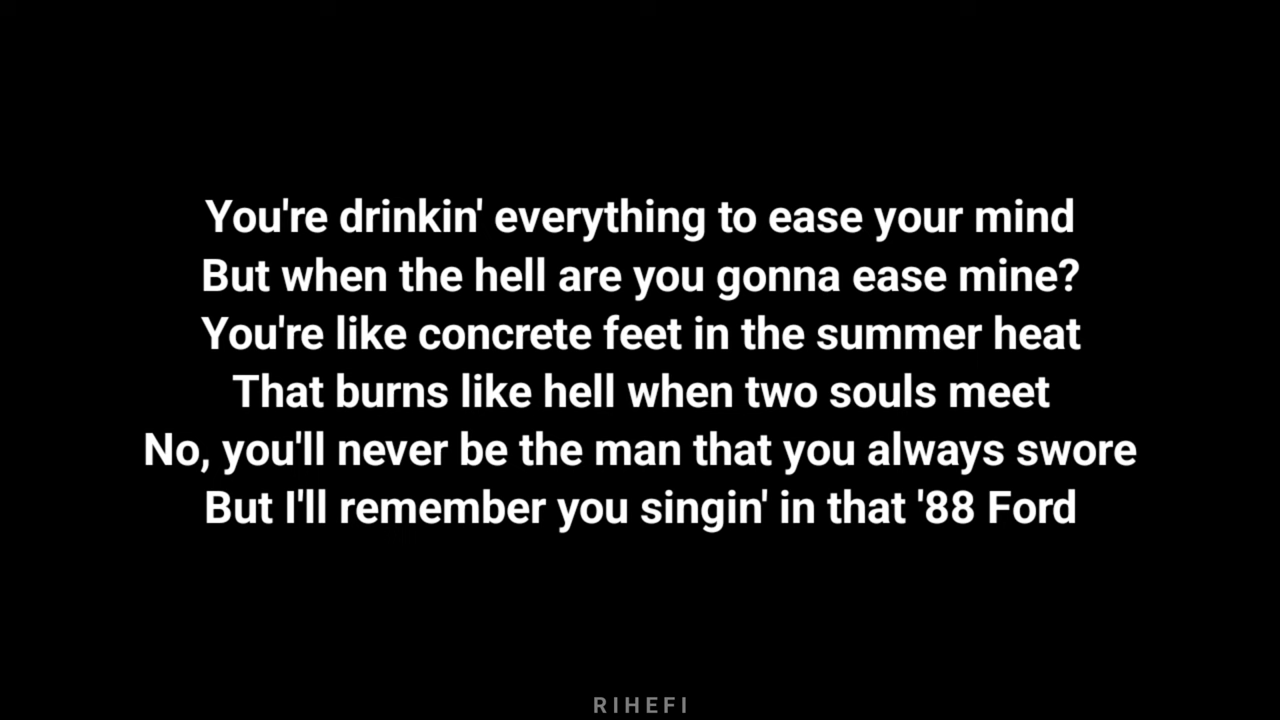 You're drinkin' everything to ease your mind
But when the hell are you gonna ease mine?
You're like concrete feet in the summer heat
That burns like hell when two souls meet
No, you'll never be the man that you always swore
But I'll remember you singin' in that '88 Ford
RIHEFI